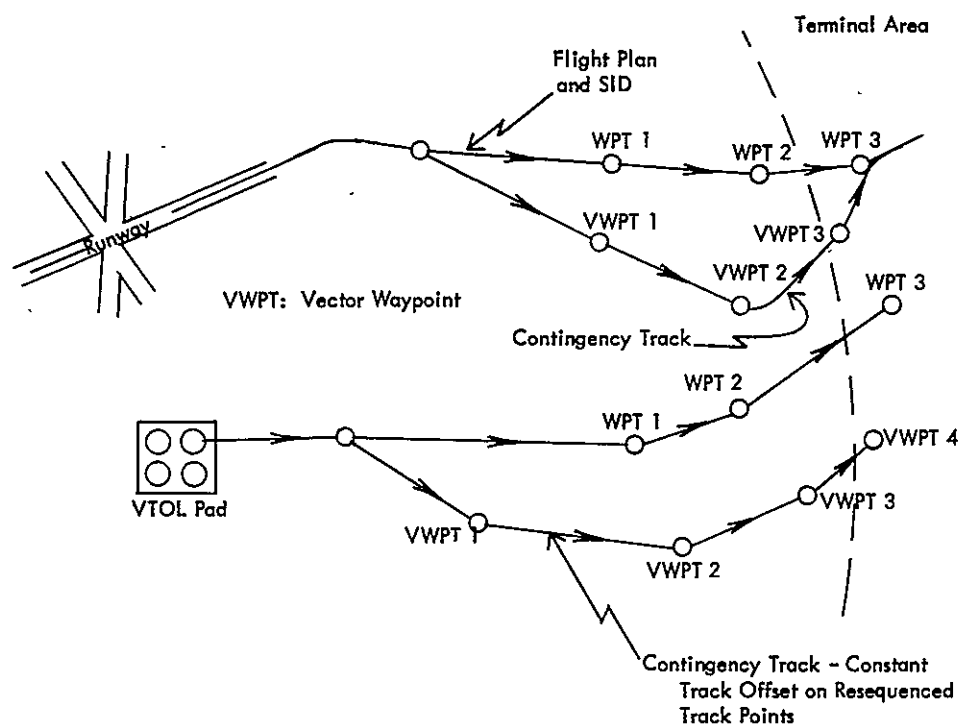 Terminal Area
Flight Plan
and SID
WPT 1
WPT 2
WPT 3
Runway
VWPT 1
VWPT 2
VWPT 3
VWPT: Vector Waypoint
Contingency Track
WPT 3
WPT 2
WPT 1
VTOL Pad
VWPT 1
VWPT 2
VWPT 3
VWPT 4
Contingency Track - Constant
Track Offset on Resequenced
Track Points